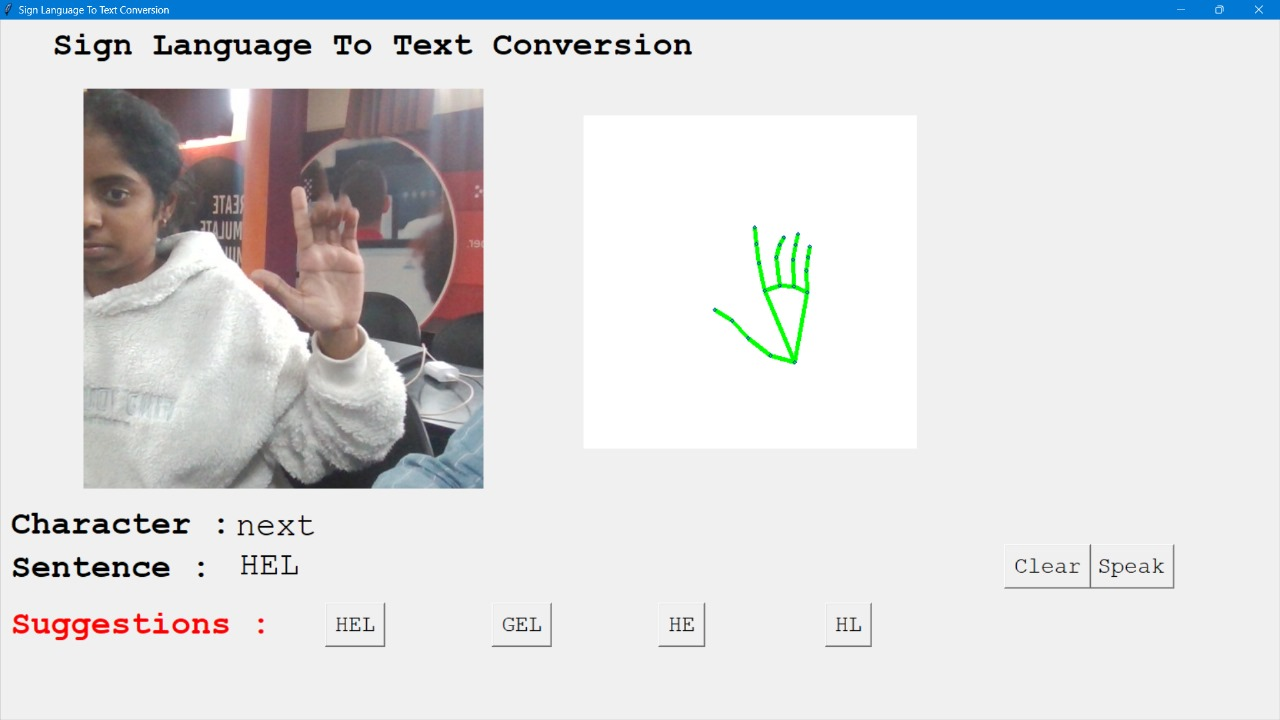 Sign Language To Text Conversion
Sign Language To Text Conversion
Character : next
Sentence : HEL
Clear Speak
Suggestions : HEL GEL HE HL